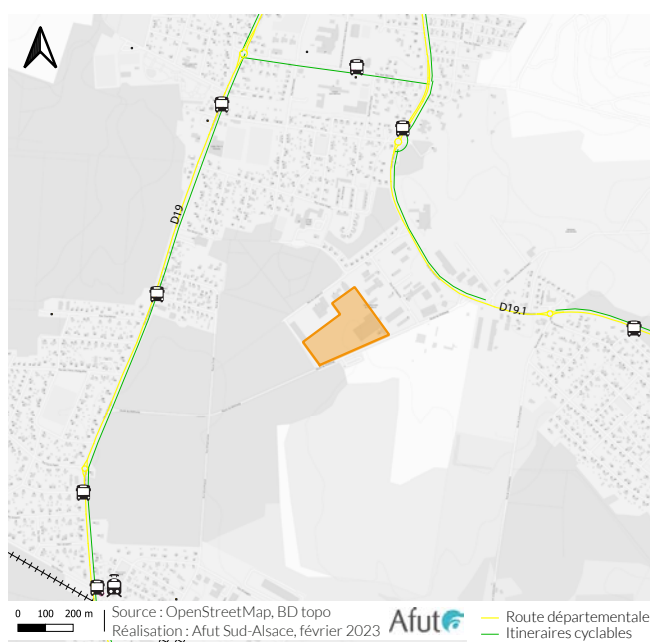 D19
D19.1
0 100 200 m
Source : OpenStreetMap, BD topo
Réalisation : Afut Sud-Alsace, février 2023
Afut
Route départementale
Itineraires cyclables